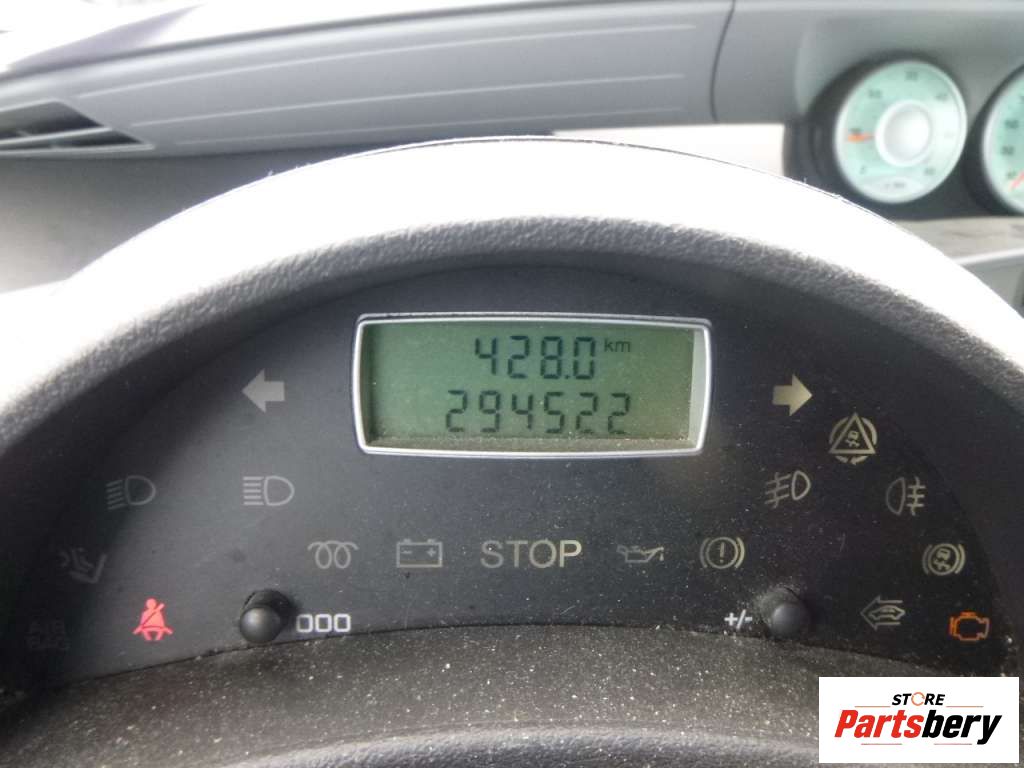 428.0 km
294522
STOP
000
+/-
STORE
Partsbery